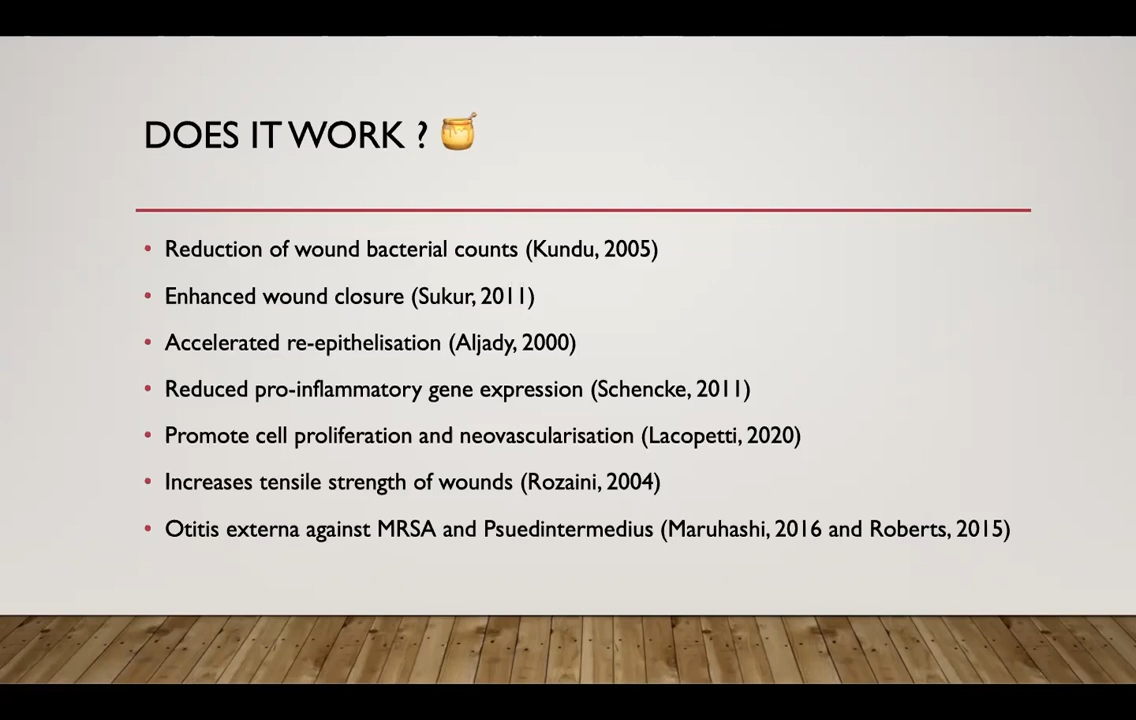 DOES IT WORK ? 🍯
• Reduction of wound bacterial counts (Kundu, 2005)
• Enhanced wound closure (Sukur, 2011)
• Accelerated re-epithelisation (Aljady, 2000)
• Reduced pro-inflammatory gene expression (Schencke, 2011)
• Promote cell proliferation and neovascularisation (Lacopetti, 2020)
• Increases tensile strength of wounds (Rozaini, 2004)
• Otitis externa against MRSA and Psuedintermedius (Maruhashi, 2016 and Roberts, 2015)